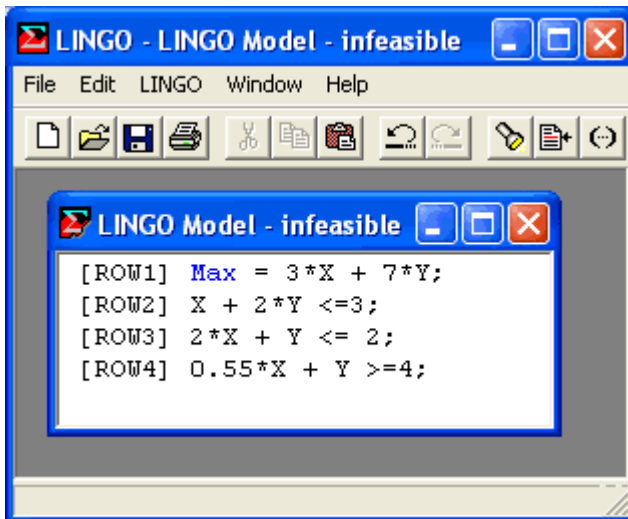 LINGO - LINGO Model - infeasible
File Edit LINGO Window Help
LINGO Model - infeasible
[ROW1] Max = 3*X + 7*Y;
[ROW2] X + 2*Y <=3;
[ROW3] 2*X + Y <= 2;
[ROW4] 0.55*X + Y >=4;